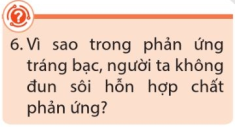 6. Vì sao trong phản ứng
tráng bạc, người ta không
đun sôi hỗn hợp chất
phản ứng?